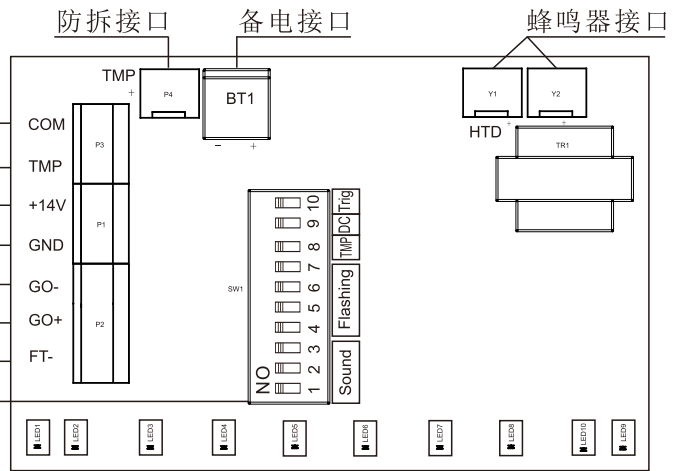 防拆接口 备电接口 蜂鸣器接口
TMP
+ P4
BT1
- +
Y1 Y2
+ +
HTD
TR1
COM
P3
TMP
+14V
P1
GND
GO-
GO+
P2
FT-
SW1
10 Trig
9 DC
8 TMP
7
6
5
4
Flashing
3
2
1
Sound
ON
LED1 LED2 LED3 LED4 LED5 LED6 LED7 LED8 LED10 LED9